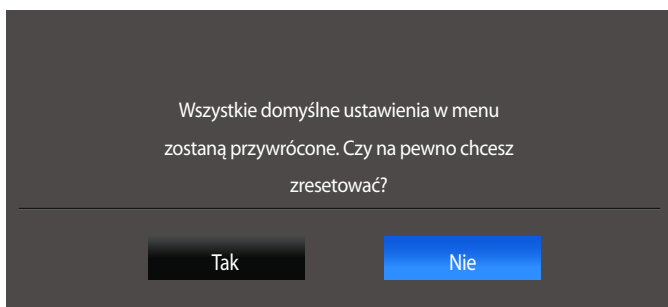 Wszystkie domyślne ustawienia w menu
zostaną przywrócone. Czy na pewno chcesz
zresetować?
Tak
Nie